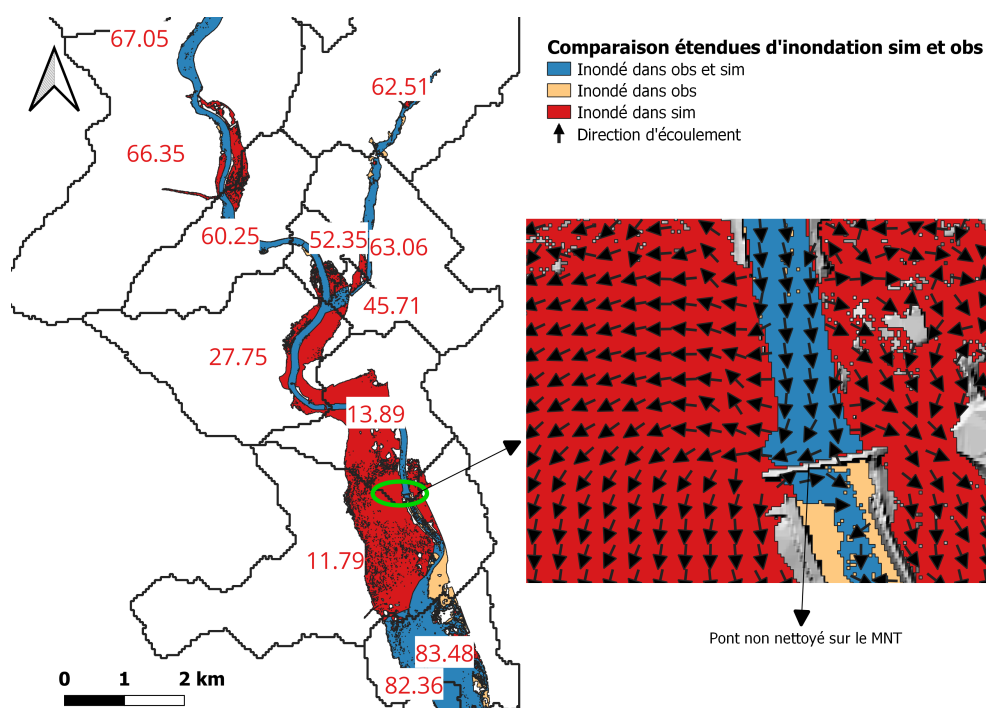 67.05
62.51
66.35
60.25
52.35
63.06
45.71
27.75
13.89
11.79
83.48
82.36
0 1 2 km
Comparaison étendues d'inondation sim et obs
Inondé dans obs et sim
Inondé dans obs
Inondé dans sim
Direction d'écoulement
Pont non nettoyé sur le MNT